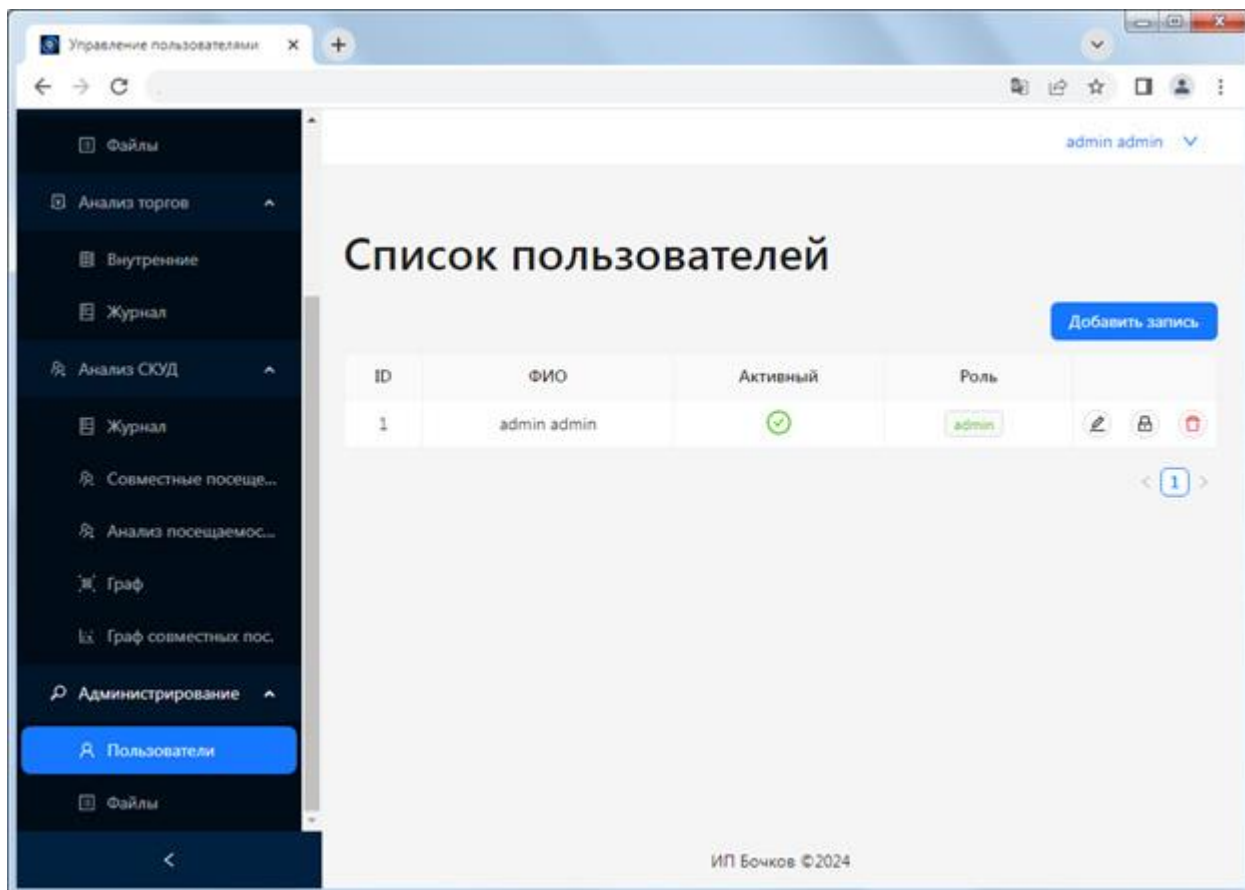 Управление пользователями
admin admin
Файлы
Анализ торгов
Внутренние
Журнал
Анализ СКУД
Журнал
Совместные посеще...
Анализ посещаемос...
Граф
Граф совместных пос.
Администрирование
Пользователи
Файлы
Список пользователей
Добавить запись
ID ФИО Активный Роль
1 admin admin admin
1
ИП Бочков ©2024